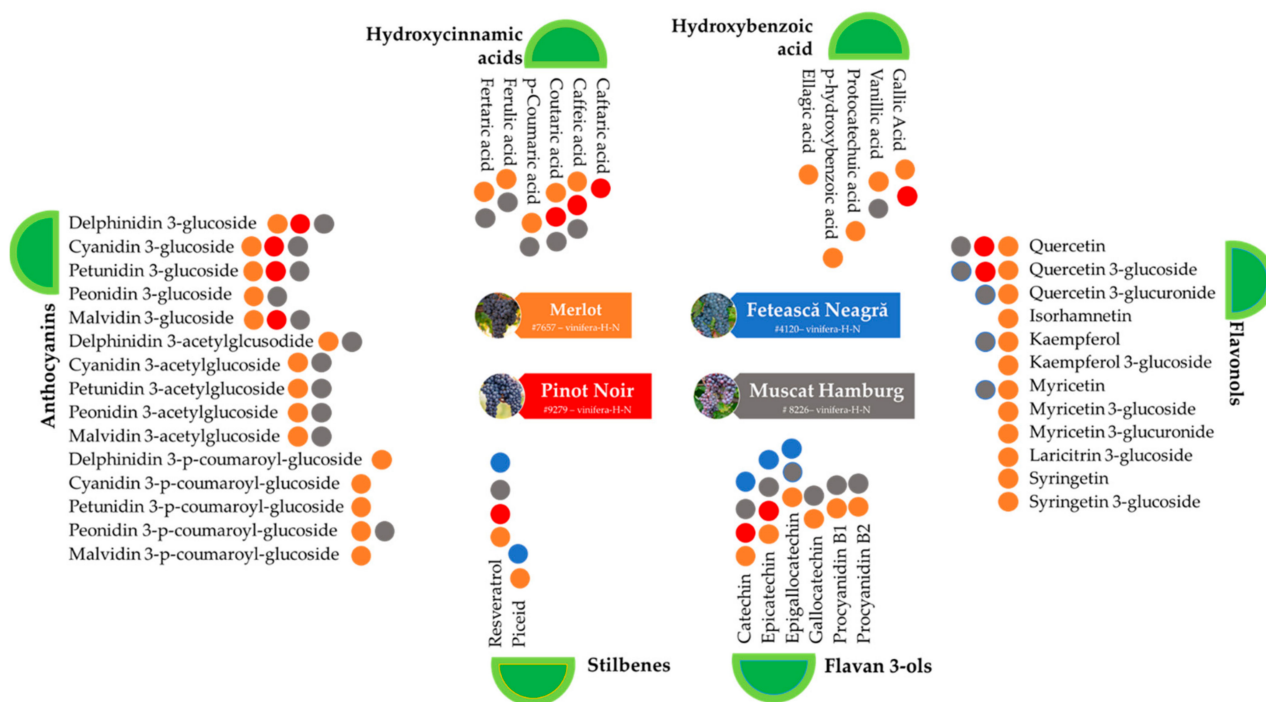 Hydroxycinnamic
acids
Fertaric acid
Ferulic acid
p-Coumaric acid
Coutaric acid
Caffeic acid
Caftaric acid
Hydroxybenzoic
acid
Ellagic acid
p-hydroxybenzoic acid
Protocatechuic acid
Vanillic acid
Gallic Acid
Anthocyanins
Delphinidin 3-glucoside
Cyanidin 3-glucoside
Petunidin 3-glucoside
Peonidin 3-glucoside
Malvidin 3-glucoside
Delphinidin 3-acetylglcusodide
Cyanidin 3-acetylglucoside
Petunidin 3-acetylglucoside
Peonidin 3-acetylglucoside
Malvidin 3-acetylglucoside
Delphinidin 3-p-coumaroyl-glucoside
Cyanidin 3-p-coumaroyl-glucoside
Petunidin 3-p-coumaroyl-glucoside
Peonidin 3-p-coumaroyl-glucoside
Malvidin 3-p-coumaroyl-glucoside
Merlot
#7657 – vinifera-H-N
Fetească Neagră
#4120– vinifera-H-N
Pinot Noir
#9279 – vinifera-H-N
Muscat Hamburg
# 8226– vinifera-H-N
Quercetin
Quercetin 3-glucoside
Quercetin 3-glucuronide
Isorhamnetin
Kaempferol
Kaempferol 3-glucoside
Myricetin
Myricetin 3-glucoside
Myricetin 3-glucuronide
Laricitrin 3-glucoside
Syringetin
Syringetin 3-glucoside
Flavonols
Resveratrol
Piceid
Stilbenes
Catechin
Epicatechin
Epigallocatechin
Gallocatechin
Procyanidin B1
Procyanidin B2
Flavan 3-ols